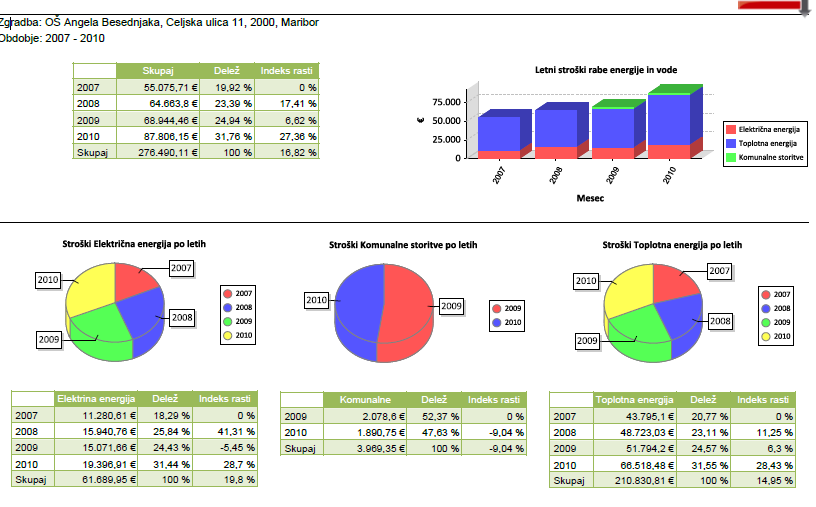 Zgradba: OŠ Angela Besednjaka, Celjska ulica 11, 2000, Maribor
Obdobje: 2007 - 2010
Skupaj Delež Indeks rasti
2007 55.075,71 € 19,92 % 0 %
2008 64.663,8 € 23,39 % 17,41 %
2009 68.944,46 € 24,94 % 6,62 %
2010 87.806,15 € 31,76 % 27,36 %
Skupaj 276.490,11 € 100 % 16,82 %
Letni stroški rabe energije in vode
€
75.000
50.000
25.000
0
2007 2008 2009 2010
Mesec
Električna energija
Toplotna energija
Komunalne storitve
Stroški Električna energija po letih
2010 2007
2009 2008
2007
2008
2009
2010
Elektrina energija Delež Indeks rasti
2007 11.280,61 € 18,29 % 0 %
2008 15.940,76 € 25,84 % 41,31 %
2009 15.071,66 € 24,43 % -5,45 %
2010 19.396,91 € 31,44 % 28,7 %
Skupaj 61.689,95 € 100 % 19,8 %
Stroški Komunalne storitve po letih
2010 2009
2009
2010
Komunalne Delež Indeks rasti
2009 2.078,6 € 52,37 % 0 %
2010 1.890,75 € 47,63 % -9,04 %
Skupaj 3.969,35 € 100 % -9,04 %
Stroški Toplotna energija po letih
2010 2007
2009 2008
2007
2008
2009
2010
Toplotna energija Delež Indeks rasti
2007 43.795,1 € 20,77 % 0 %
2008 48.723,03 € 23,11 % 11,25 %
2009 51.794,2 € 24,57 % 6,3 %
2010 66.518,48 € 31,55 % 28,43 %
Skupaj 210.830,81 € 100 % 14,95 %